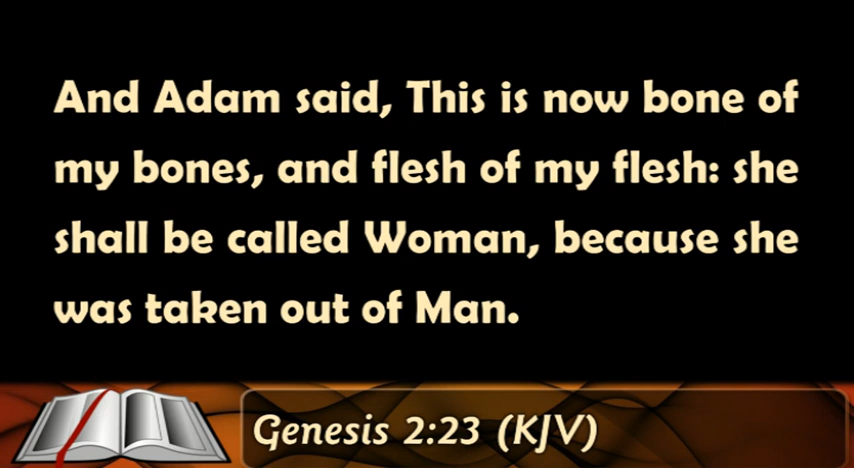 And Adam said, This is now bone of
my bones, and flesh of my flesh: she
shall be called Woman, because she
was taken out of Man.
Genesis 2:23 (KJV)